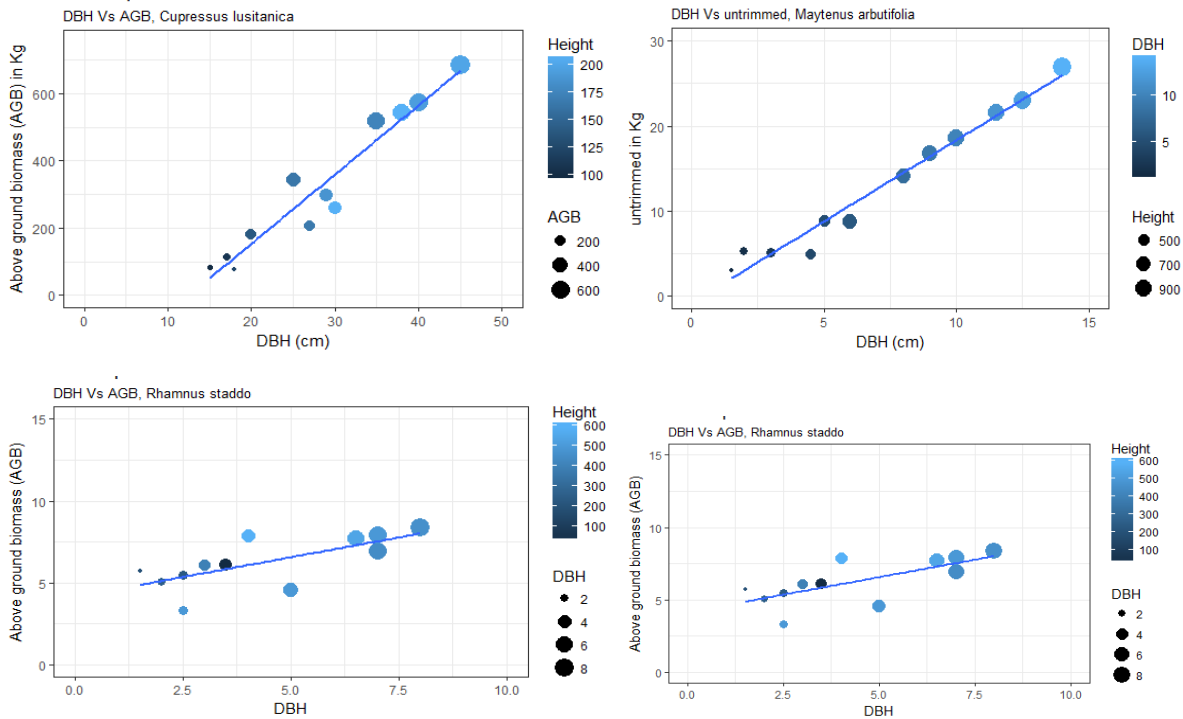 DBH Vs AGB, Cupressus lusitanica
Above ground biomass (AGB) in Kg
600
400
200
0
0 10 20 30 40 50
DBH (cm)
Height
200
175
150
125
100
AGB
200
400
600
DBH Vs untrimmed, Maytenus arbutifolia
untrimmed in Kg
30
20
10
0
0 5 10 15
DBH (cm)
DBH
10
5
Height
500
700
900
DBH Vs AGB, Rhamnus staddo
Above ground biomass (AGB)
15
10
5
0
0.0 2.5 5.0 7.5 10.0
DBH
Height
600
500
400
300
200
100
DBH
2
4
6
8
DBH Vs AGB, Rhamnus staddo
Above ground biomass (AGB)
15
10
5
0
0.0 2.5 5.0 7.5 10.0
DBH
Height
600
500
400
300
200
100
DBH
2
4
6
8